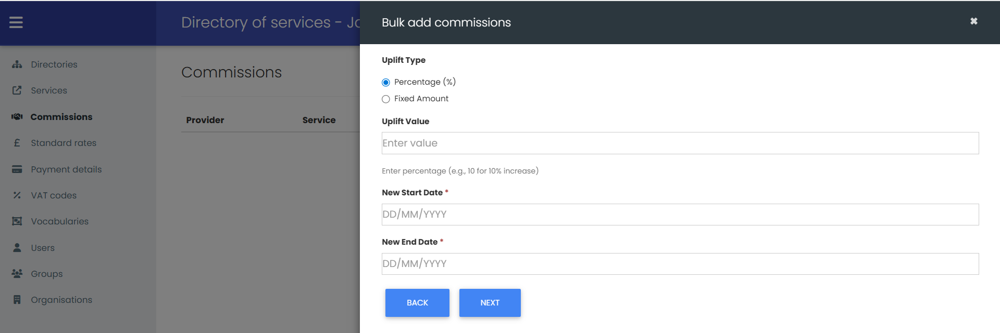 Directory of services - Jo
Bulk add commissions
Directories
Services
Commissions
Standard rates
Payment details
VAT codes
Vocabularies
Users
Groups
Organisations
Commissions
Provider Service
Uplift Type
Percentage (%)
Fixed Amount
Uplift Value
Enter value
Enter percentage (e.g., 10 for 10% increase)
New Start Date *
DD/MM/YYYY
New End Date *
DD/MM/YYYY
BACK NEXT